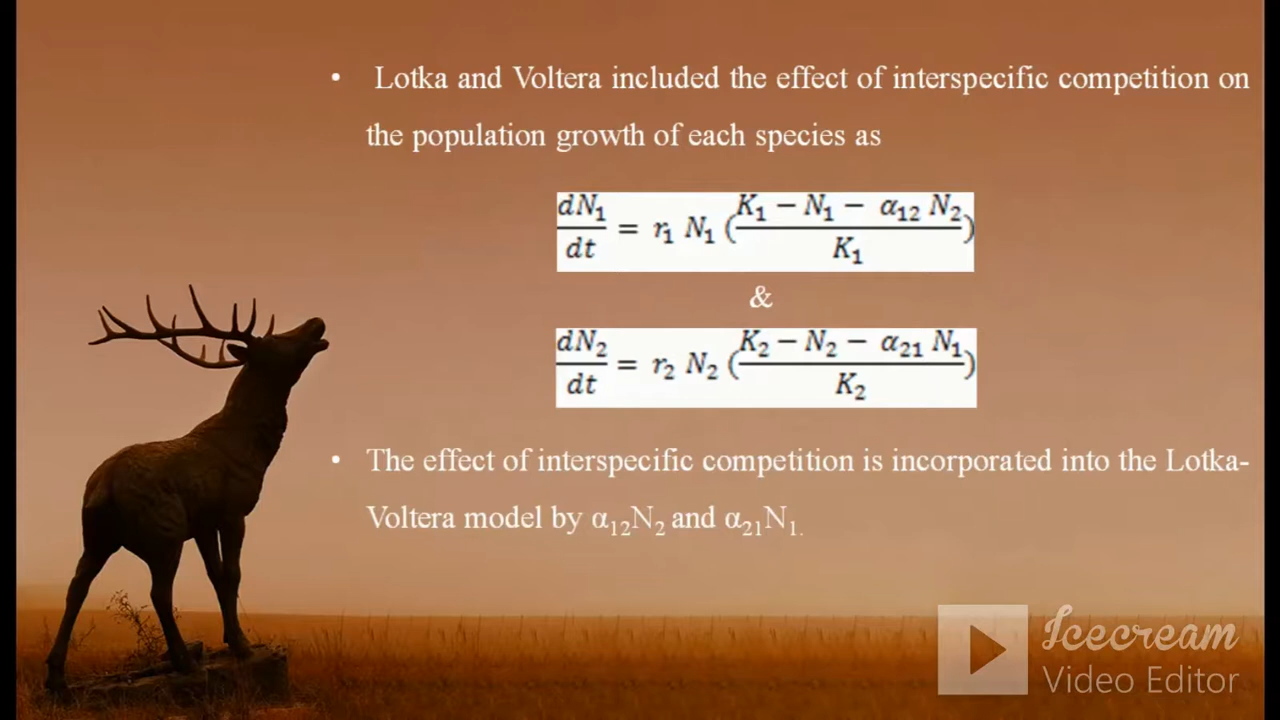 • Lotka and Voltera included the effect of interspecific competition on
the population growth of each species as
dN₁/dt = r₁ N₁ (K₁ − N₁ − α₁₂ N₂/K₁)
&
dN₂/dt = r₂ N₂ (K₂ − N₂ − α₂₁ N₁/K₂)
• The effect of interspecific competition is incorporated into the Lotka-
Voltera model by α₁₂N₂ and α₂₁N₁.
Icecream
Video Editor